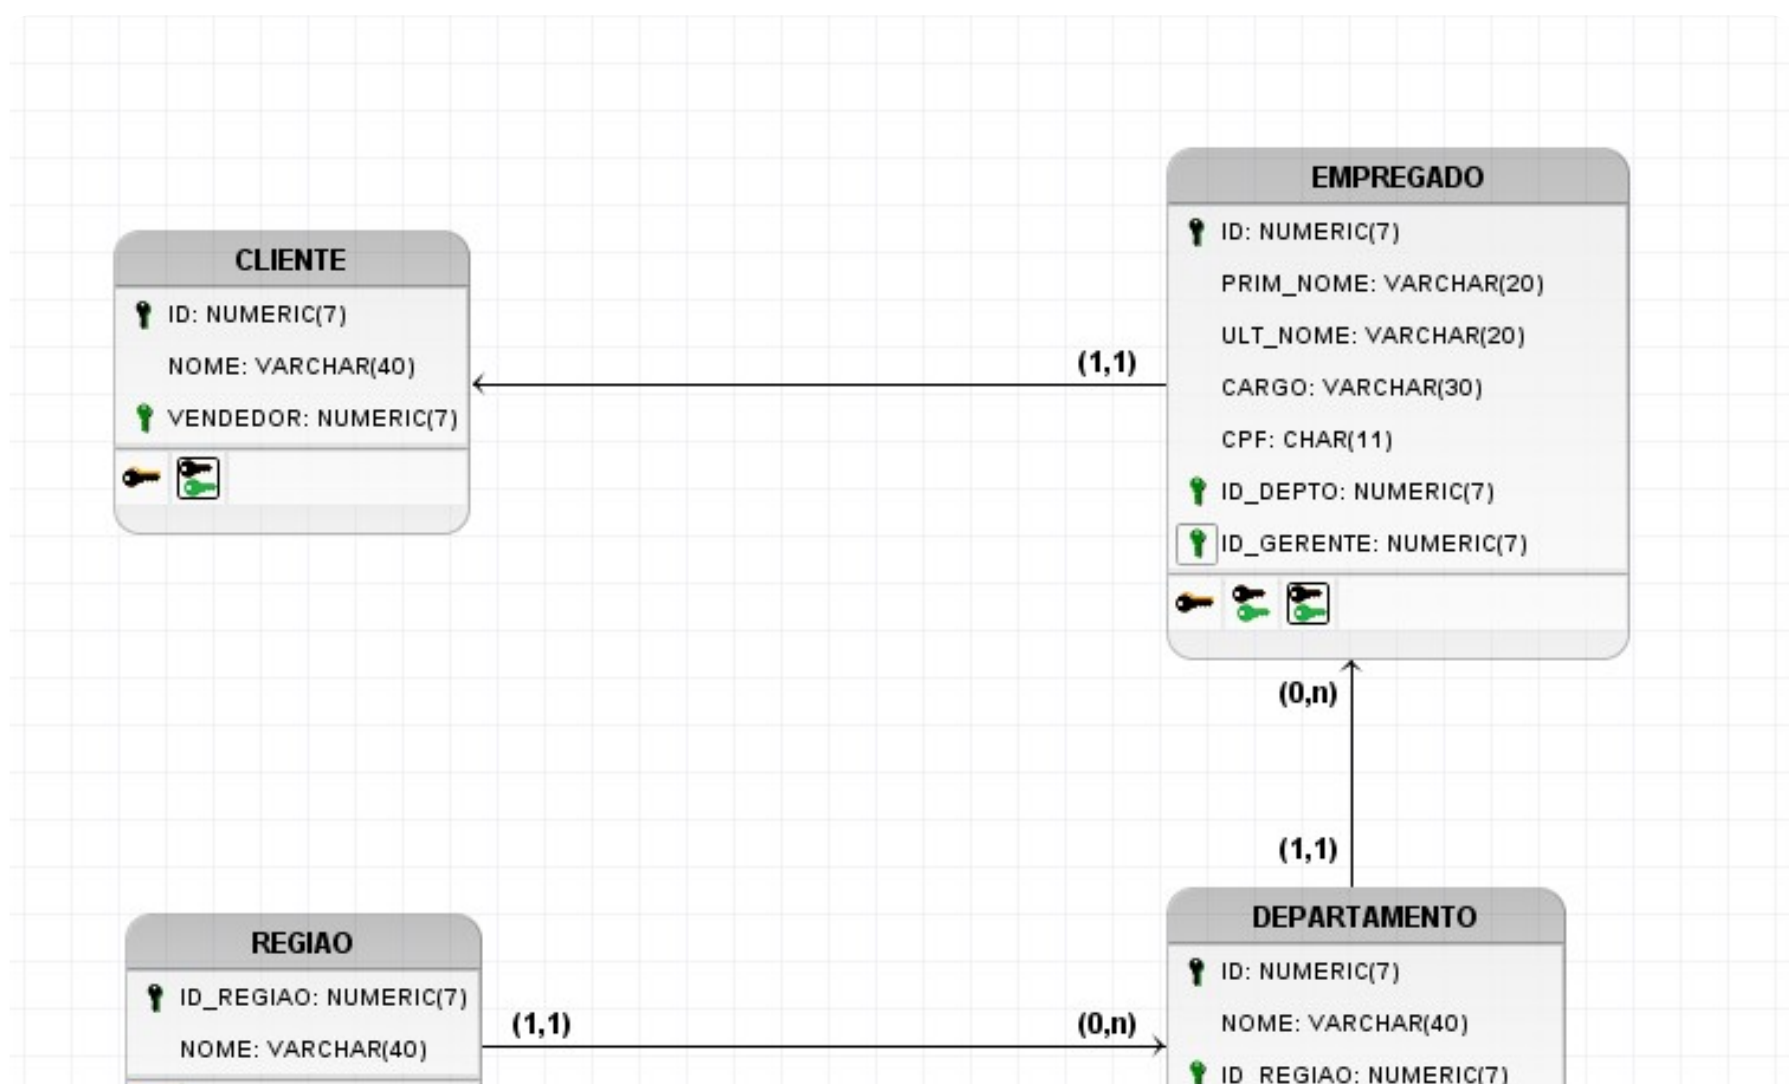 CLIENTE
ID: NUMERIC(7)
NOME: VARCHAR(40)
VENDEDOR: NUMERIC(7)
(1,1)
EMPREGADO
ID: NUMERIC(7)
PRIM_NOME: VARCHAR(20)
ULT_NOME: VARCHAR(20)
CARGO: VARCHAR(30)
CPF: CHAR(11)
ID_DEPTO: NUMERIC(7)
ID_GERENTE: NUMERIC(7)
(0,n)
(1,1)
REGIAO
ID_REGIAO: NUMERIC(7)
NOME: VARCHAR(40)
(1,1)
(0,n)
DEPARTAMENTO
ID: NUMERIC(7)
NOME: VARCHAR(40)
ID_REGIAO: NUMERIC(7)